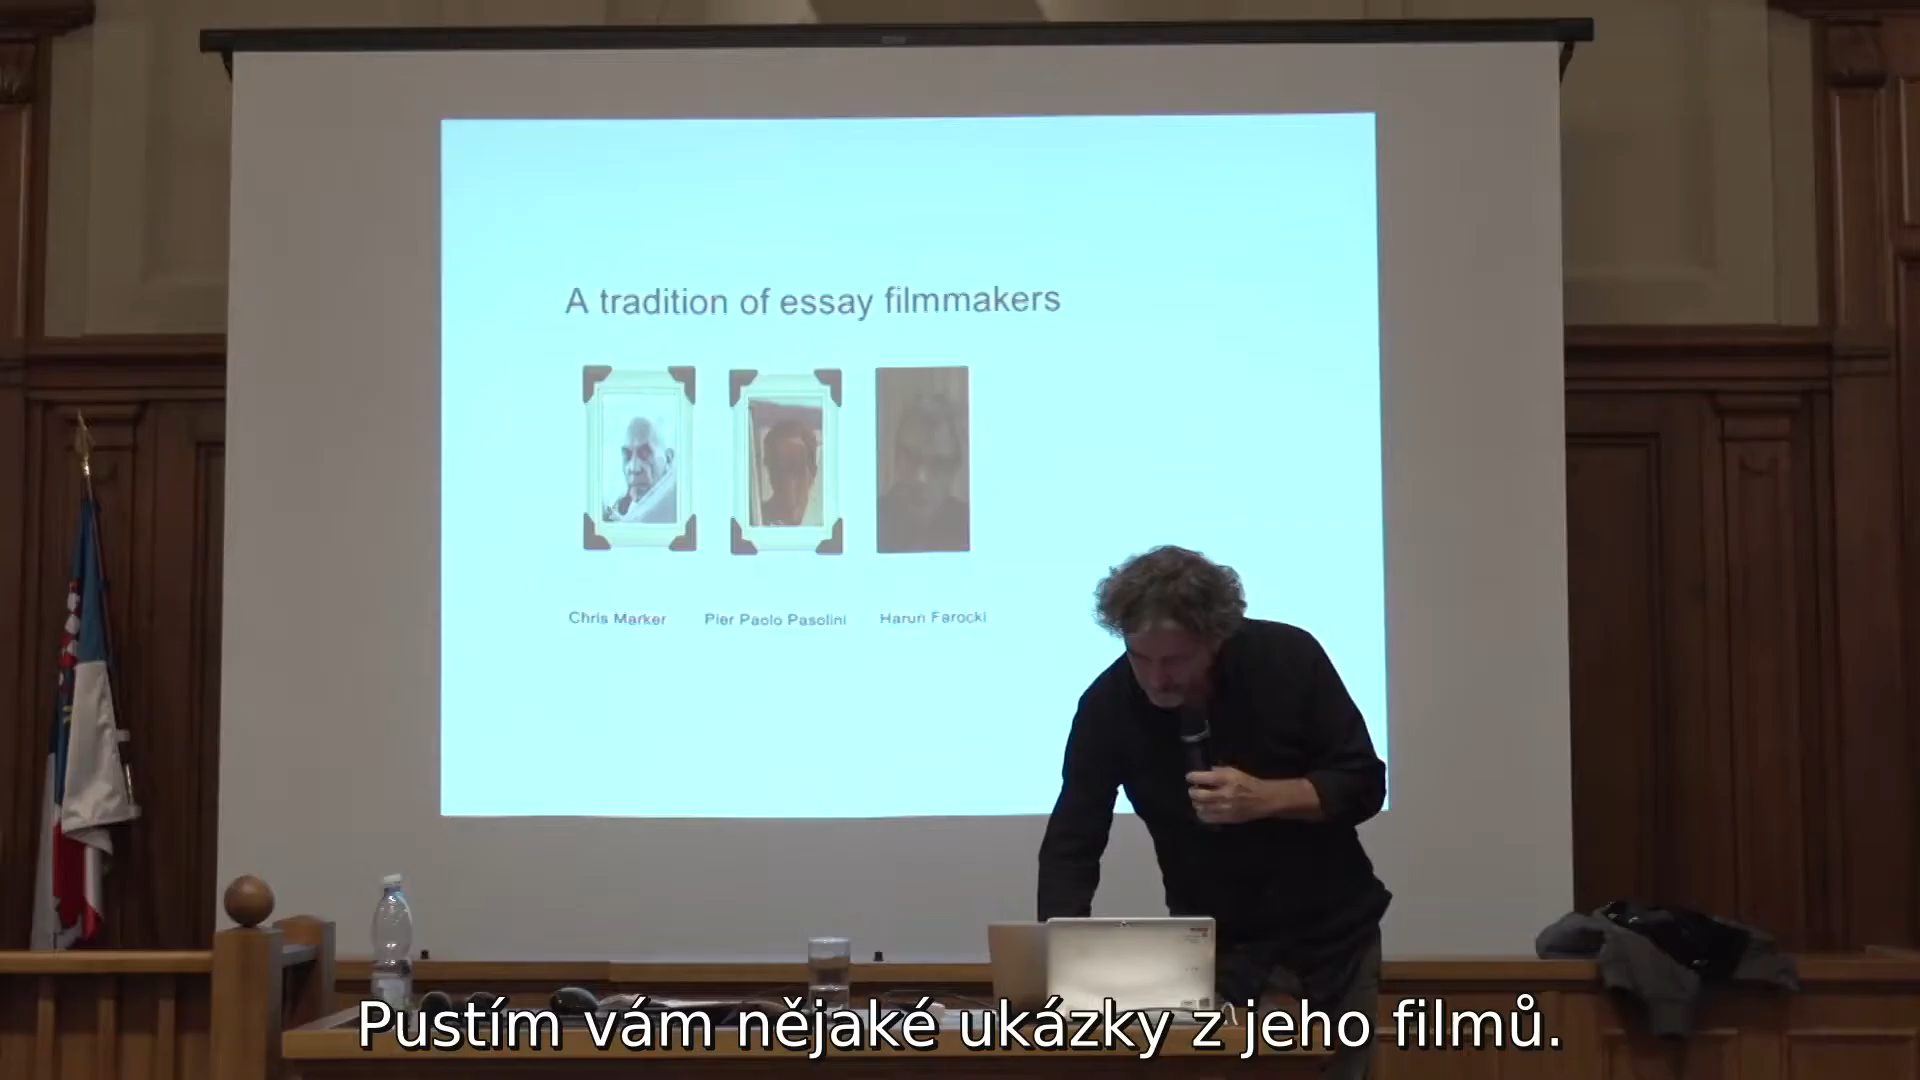 A tradition of essay filmmakers
Chris Marker Pier Paolo Pasolini Harun Farocki
Pustím vám nějaké ukázky z jeho filmů.